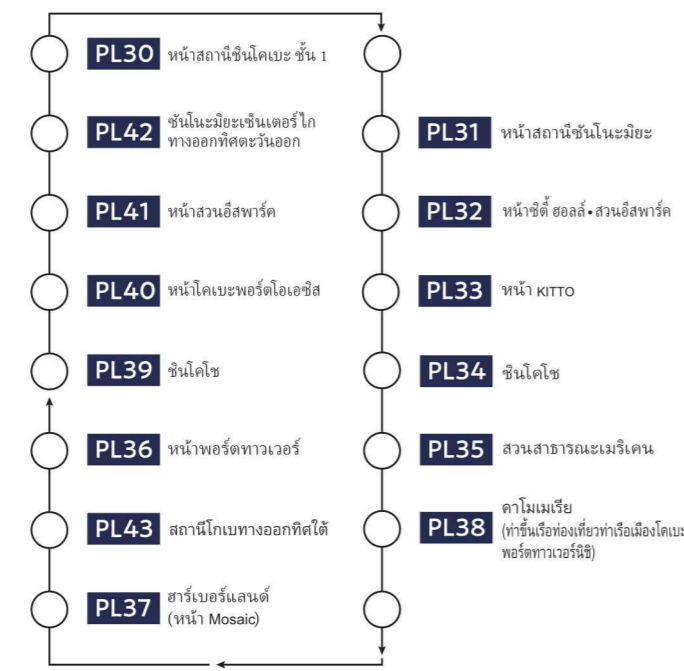 PL30 หน้าสถานีชินโคเบะ ชั้น 1
PL42 ซันโนะมิยะเซ็นเตอร์ไก
ทางออกทิศตะวันออก
PL41 หน้าสวนอีสพาร์ค
PL40 หน้าโคเบะพอร์ตโอเอซิส
PL39 ชินโคโช
PL36 หน้าพอร์ตทาวเวอร์
PL43 สถานีโกเบทางออกทิศใต้
PL37 ฮาร์เบอร์แลนด์
(หน้า Mosaic)
PL31 หน้าสถานีซันโนะมิยะ
PL32 หน้าซิตี้ ฮอลล์•สวนอีสพาร์ค
PL33 หน้า KITTO
PL34 ชินโคโช
PL35 สวนสาธารณะเมริเคน
PL38 คาโมเมเรีย
(ท่าขึ้นเรือท่องเที่ยวท่าเรือเมืองโคเบะ
พอร์ตทาวเวอร์นิชิ)